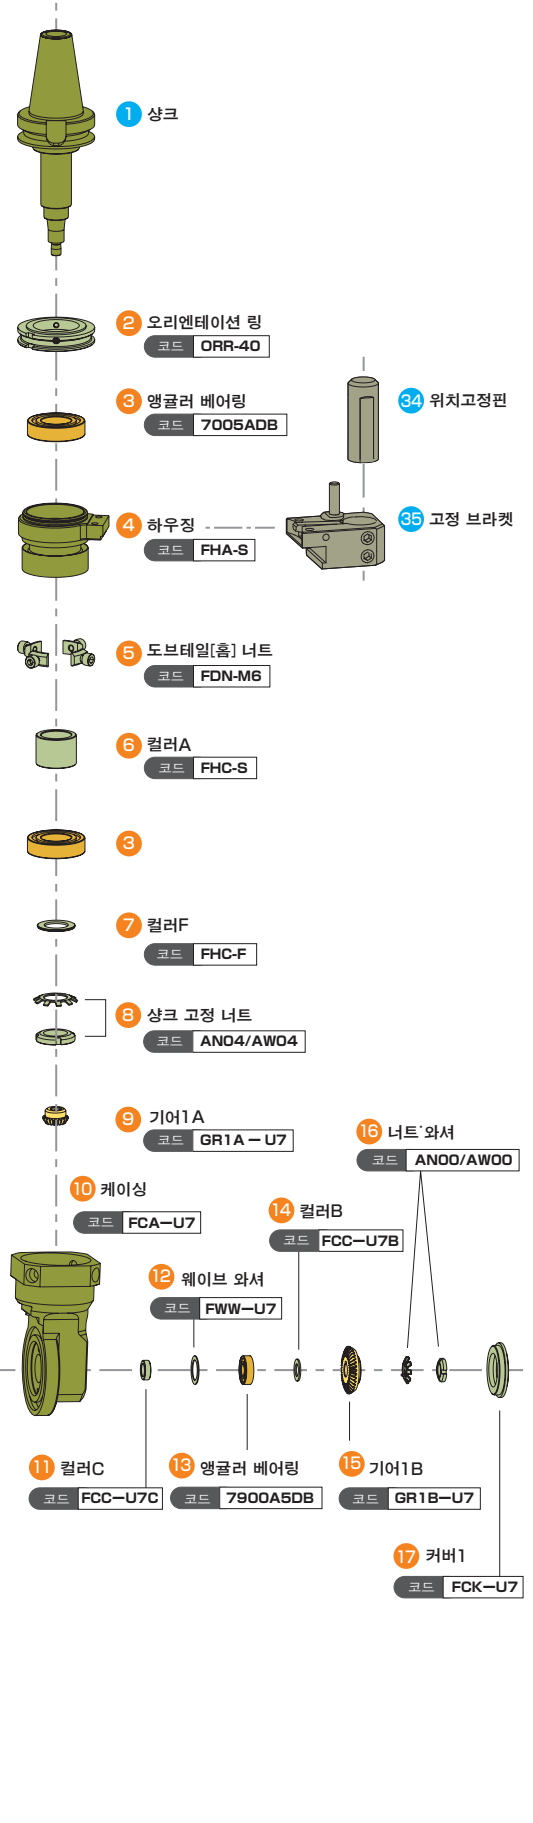 1 샹크
2 오리엔테이션 링
코드 ORR-40
3 앵귤러 베어링
코드 7005ADB
34 위치고정핀
4 하우징
코드 FHA-S
35 고정 브라켓
5 도브테일[홈] 너트
코드 FDN-M6
6 컬러A
코드 FHC-S
3
7 컬러F
코드 FHC-F
8 샹크 고정 너트
코드 AN04/AW04
9 기어1A
코드 GR1A-U7
16 너트·와셔
코드 AN00/AW00
10 케이싱
코드 FCA-U7
14 컬러B
코드 FCC-U7B
12 웨이브 와셔
코드 FWW-U7
11 컬러C
코드 FCC-U7C
13 앵귤러 베어링
코드 7900A5DB
15 기어1B
코드 GR1B-U7
17 커버1
코드 FCK-U7